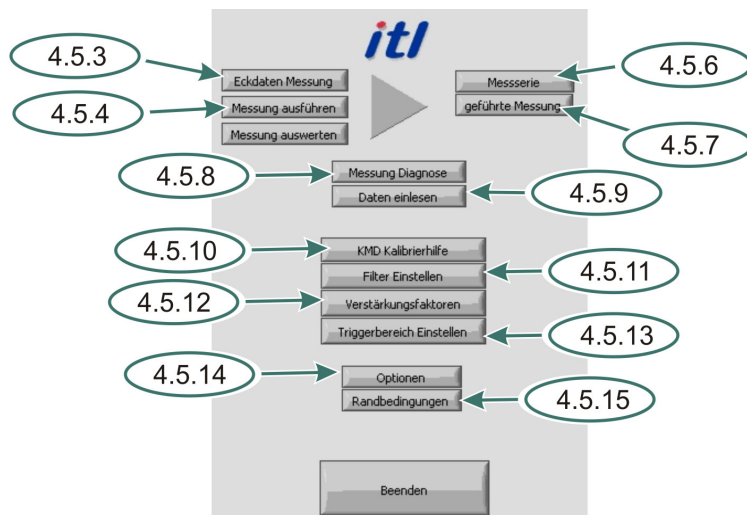 itl
4.5.3
Eckdaten Messung
Messserie
4.5.6
4.5.4
Messung ausführen
geführte Messung
4.5.7
Messung auswerten
4.5.8
Messung Diagnose
Daten einlesen
4.5.9
4.5.10
KMD Kalibrierhilfe
Filter Einstellen
4.5.11
4.5.12
Verstärkungsfaktoren
Triggerbereich Einstellen
4.5.13
4.5.14
Optionen
Randbedingungen
4.5.15
Beenden